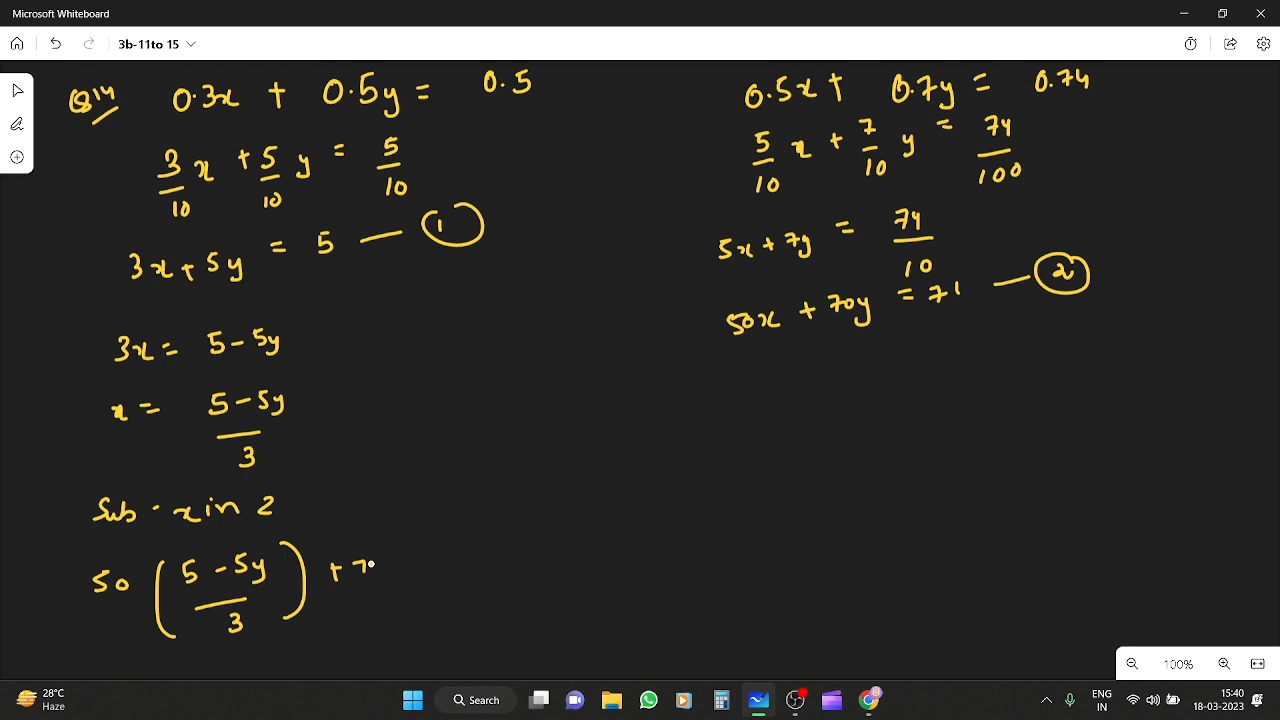 Microsoft Whiteboard
3b-11to 15
Q14 0.3x + 0.5y = 0.5
3/10 x + 5/10 y = 5/10
3x + 5y = 5 — 1
3x = 5 - 5y
x = 5 - 5y / 3
Sub · x in 2
50 ( 5 - 5y / 3 ) + 7
0.5x + 0.7y = 0.74
5/10 x + 7/10 y = 74/100
5x + 7y = 74/10
50x + 70y = 74 — 2
100%
28°C
Haze
Search
ENG
IN
15:40
18-03-2023